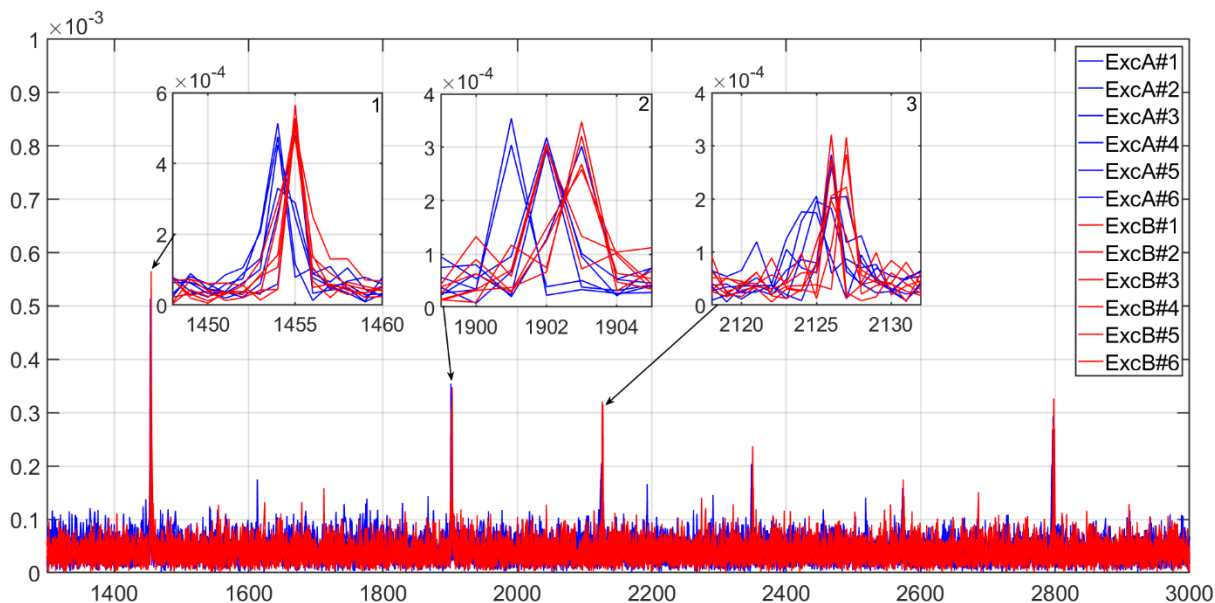 ×10⁻³
1
0.9
0.8
0.7
0.6
0.5
0.4
0.3
0.2
0.1
0
1400 1600 1800 2000 2200 2400 2600 2800 3000
×10⁻⁴
6
4
2
0
1450 1455 1460
1
×10⁻⁴
4
3
2
1
0
1900 1902 1904
2
×10⁻⁴
4
3
2
1
0
2120 2125 2130
3
ExcA#1
ExcA#2
ExcA#3
ExcA#4
ExcA#5
ExcA#6
ExcB#1
ExcB#2
ExcB#3
ExcB#4
ExcB#5
ExcB#6